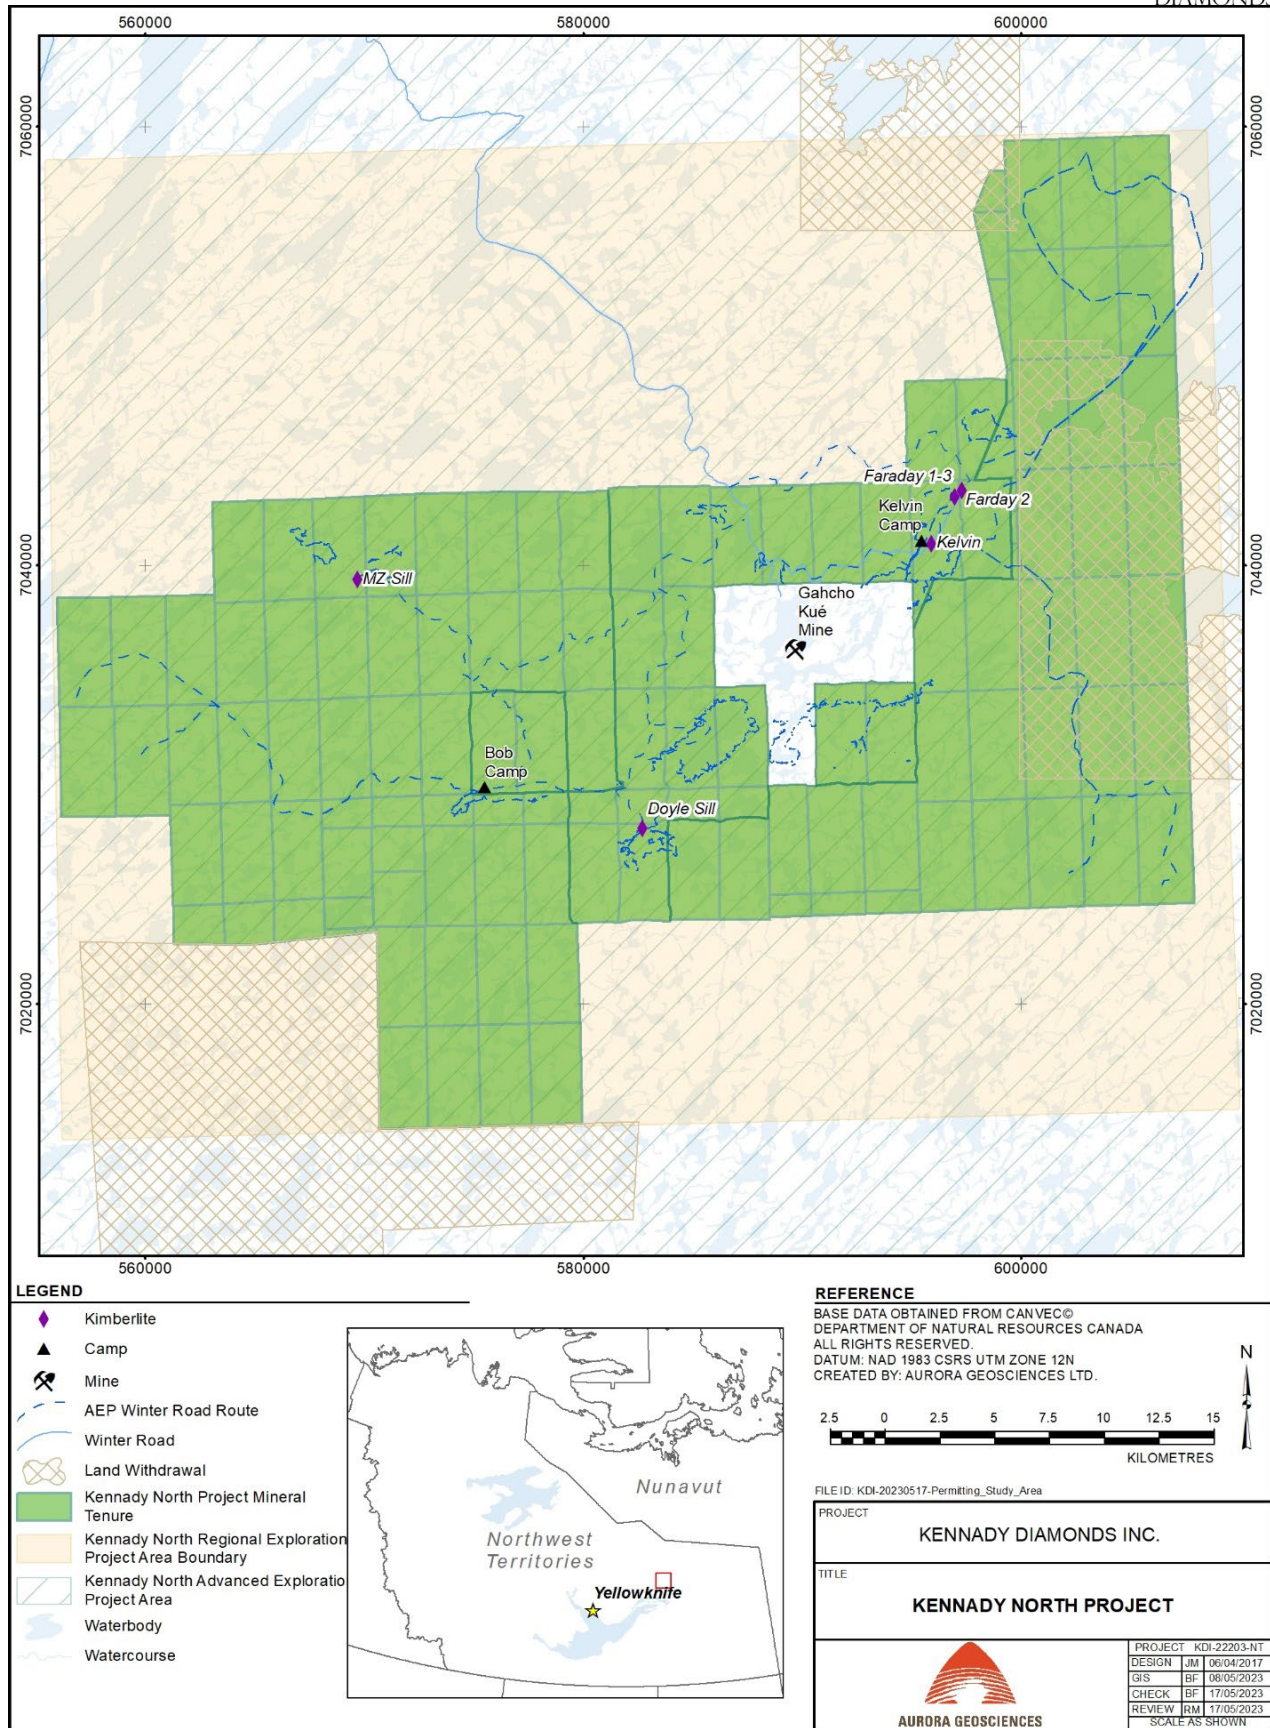 DIAMONDS
560000
580000
600000
7060000
7060000
Faraday 1-3
Farday 2
Kelvin
Camp
Kelvin
7040000
7040000
MZ Sill
Gahcho
Kué
Mine
Bob
Camp
Doyle Sill
7020000
7020000
560000
580000
600000
LEGEND
Kimberlite
Camp
Mine
AEP Winter Road Route
Winter Road
Land Withdrawal
Kennady North Project Mineral
Tenure
Kennady North Regional Exploration
Project Area Boundary
Kennady North Advanced Exploratio
Project Area
Waterbody
Watercourse
Nunavut
Northwest
Territories
Yellowknife
REFERENCE
BASE DATA OBTAINED FROM CANVEC©
DEPARTMENT OF NATURAL RESOURCES CANADA
ALL RIGHTS RESERVED.
DATUM: NAD 1983 CSRS UTM ZONE 12N
CREATED BY: AURORA GEOSCIENCES LTD.
N
2.5 0 2.5 5 7.5 10 12.5 15
KILOMETRES
FILE ID: KDI-20230517-Permitting_Study_Area
PROJECT
KENNADY DIAMONDS INC.
TITLE
KENNADY NORTH PROJECT
AURORA GEOSCIENCES
PROJECT KDI-22203-NT
DESIGN JM 06/04/2017
GIS BF 08/05/2023
CHECK BF 17/05/2023
REVIEW RM 17/05/2023
SCALE AS SHOWN